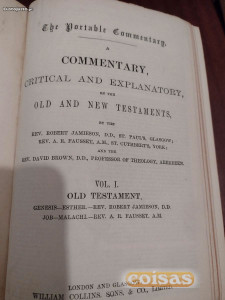 The Portable Commentary.
A
COMMENTARY,
CRITICAL AND EXPLANATORY,
ON THE
OLD AND NEW TESTAMENTS,
BY THE
REV. ROBERT JAMIESON, D.D., ST. PAUL'S, GLASGOW;
REV. A. R. FAUSSET, A.M., ST. CUTHBERT'S, YORK;
AND THE
REV. DAVID BROWN, D.D., PROFESSOR OF THEOLOGY, ABERDEEN.
VOL. I.
OLD TESTAMENT,
GENESIS—ESTHER.—REV. ROBERT JAMIESON, D.D.
JOB—MALACHI.—REV. A. R. FAUSSET, A.M.
LONDON AND
WILLIAM COLLINS, SONS, & CO.,
coisas